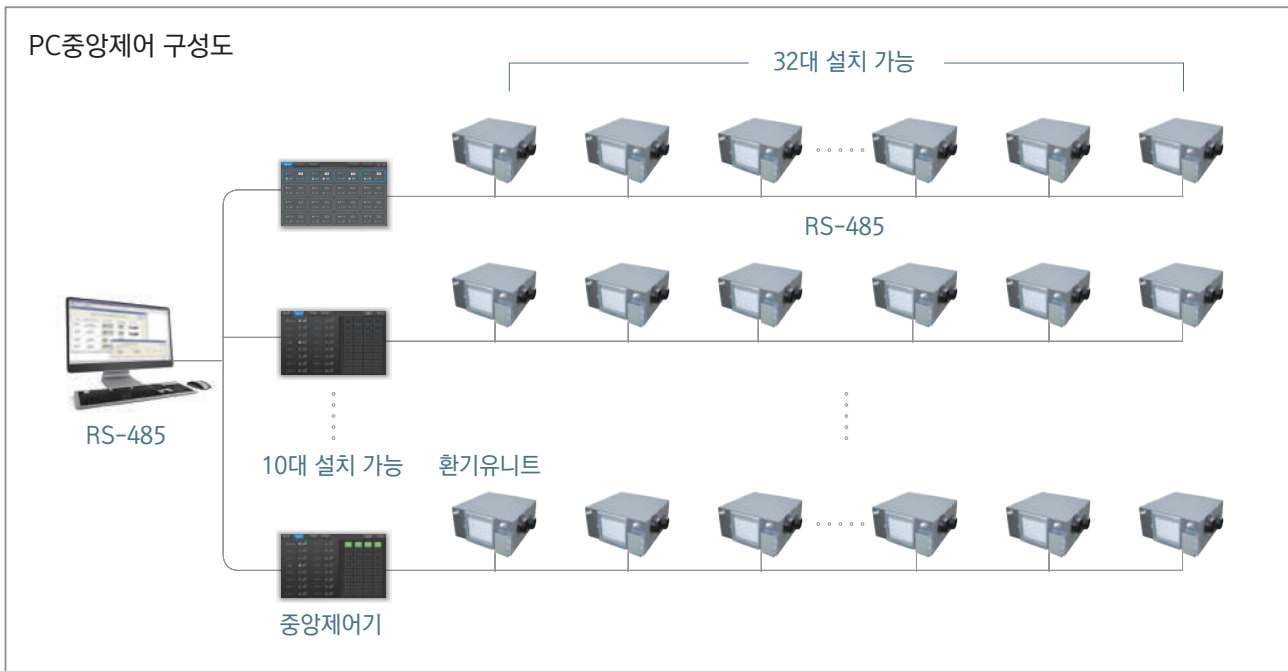 PC중앙제어 구성도
32대 설치 가능
RS-485
RS-485
10대 설치 가능
환기유니트
중앙제어기